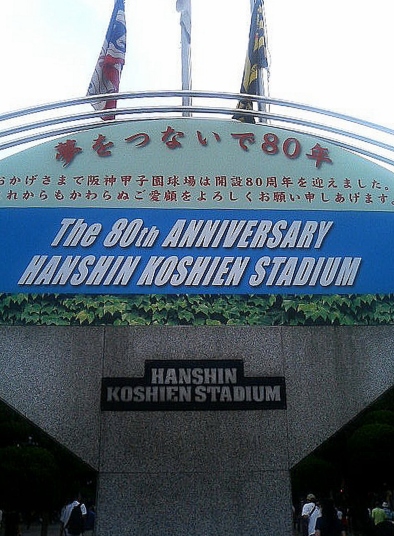 夢をつないで80年
おかげさまで阪神甲子園球場は開設80周年を迎えました。
れからもかわらぬご愛顧をよろしくお願い申しあげます。
The 80th ANNIVERSARY
HANSHIN KOSHIEN STADIUM
HANSHIN
KOSHIEN STADIUM